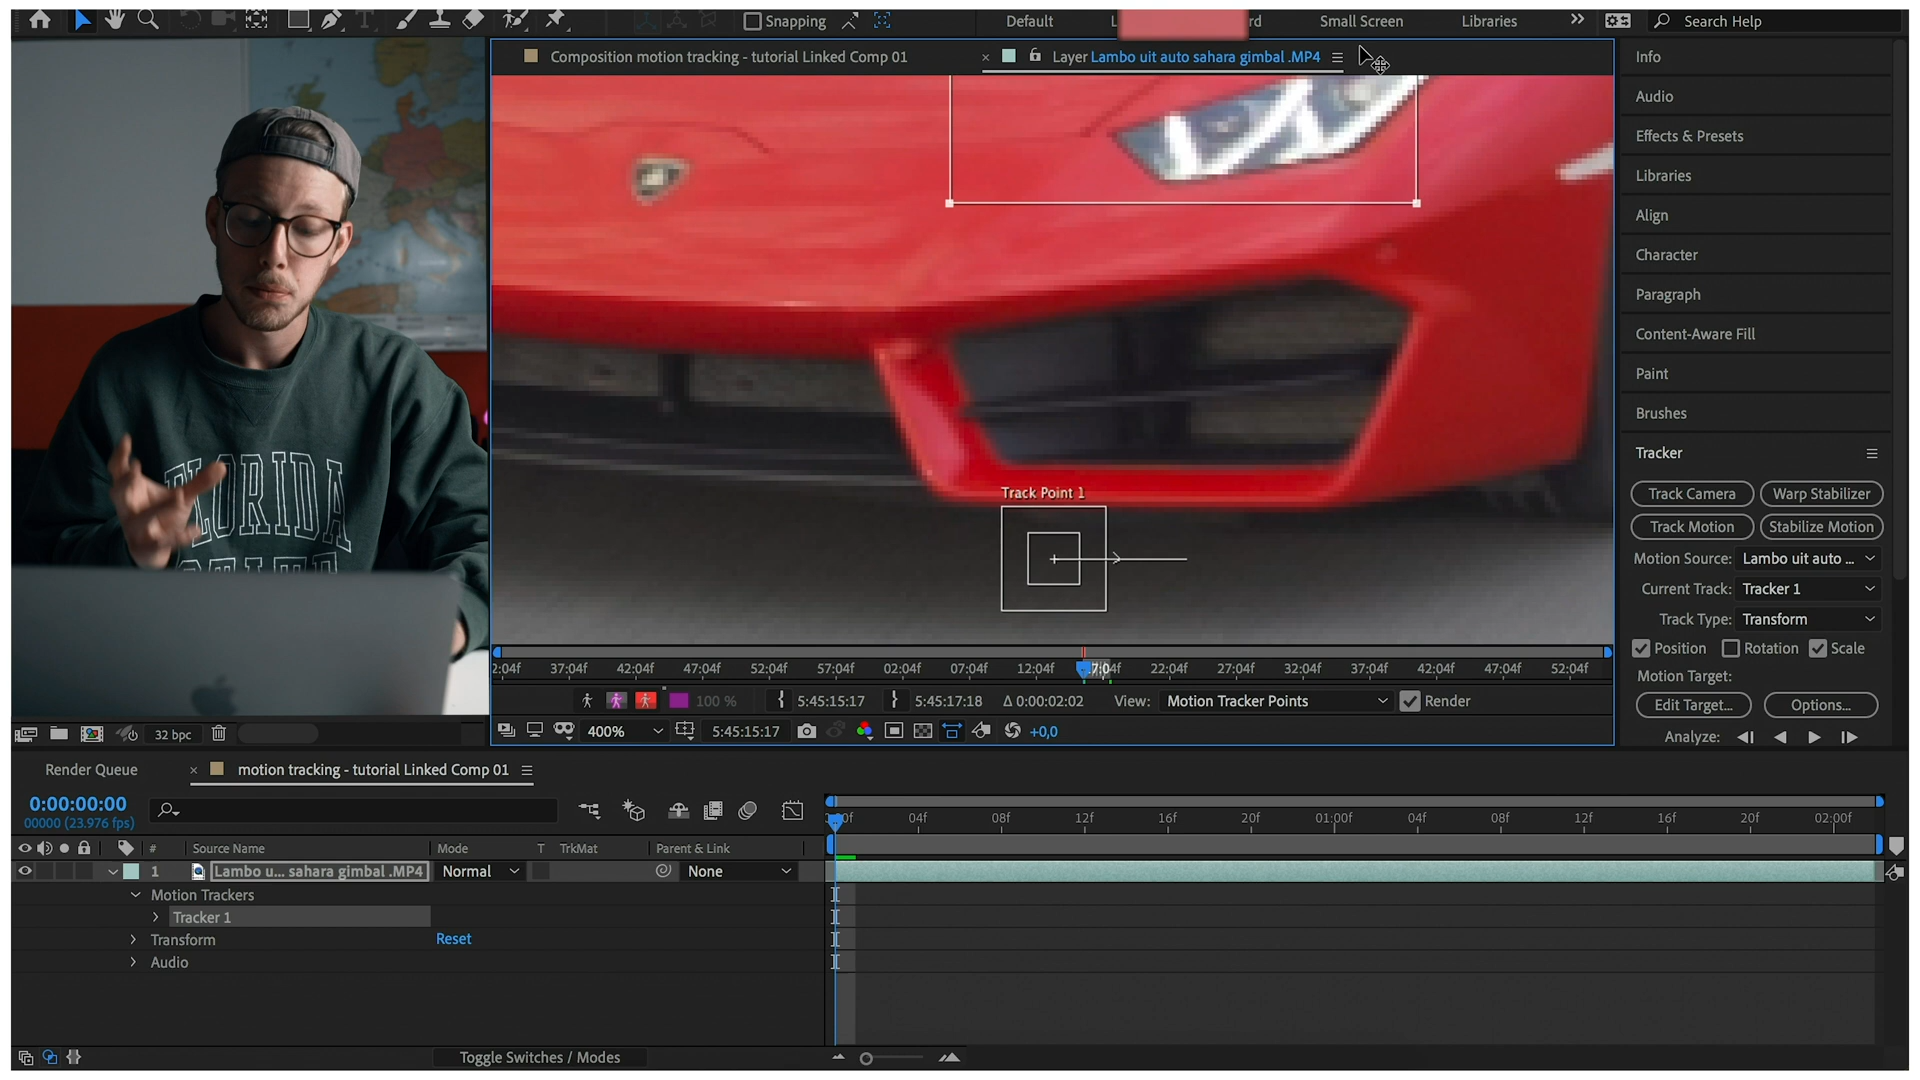 Snapping
Default
L
rd
Small Screen
Libraries
Search Help
Composition motion tracking - tutorial Linked Comp 01
Layer Lambo uit auto sahara gimbal .MP4
Info
Audio
Effects & Presets
Libraries
Align
Character
Paragraph
Content-Aware Fill
Paint
Brushes
Tracker
Track Camera
Warp Stabilizer
Track Motion
Stabilize Motion
Motion Source: Lambo uit auto ...
Current Track: Tracker 1
Track Type: Transform
Position Rotation Scale
Motion Target:
Edit Target...
Options...
Analyze:
FLORIDA
Track Point 1
2:04f 37:04f 42:04f 47:04f 52:04f 57:04f 02:04f 07:04f 12:04f 22:04f 27:04f 32:04f 37:04f 42:04f 47:04f 52:04f
100 % 5:45:15:17 5:45:17:18 Δ 0:00:02:02 View: Motion Tracker Points Render
400% 5:45:15:17 +0,0
32 bpc
Render Queue
motion tracking - tutorial Linked Comp 01
0:00:00:00
00000 (23.976 fps)
04f 08f 12f 16f 20f 01:00f 04f 08f 12f 16f 20f 02:00f
# Source Name Mode T TrkMat Parent & Link
1 Lambo u... sahara gimbal .MP4 Normal None
Motion Trackers
Tracker 1
Transform Reset
Audio
Toggle Switches / Modes